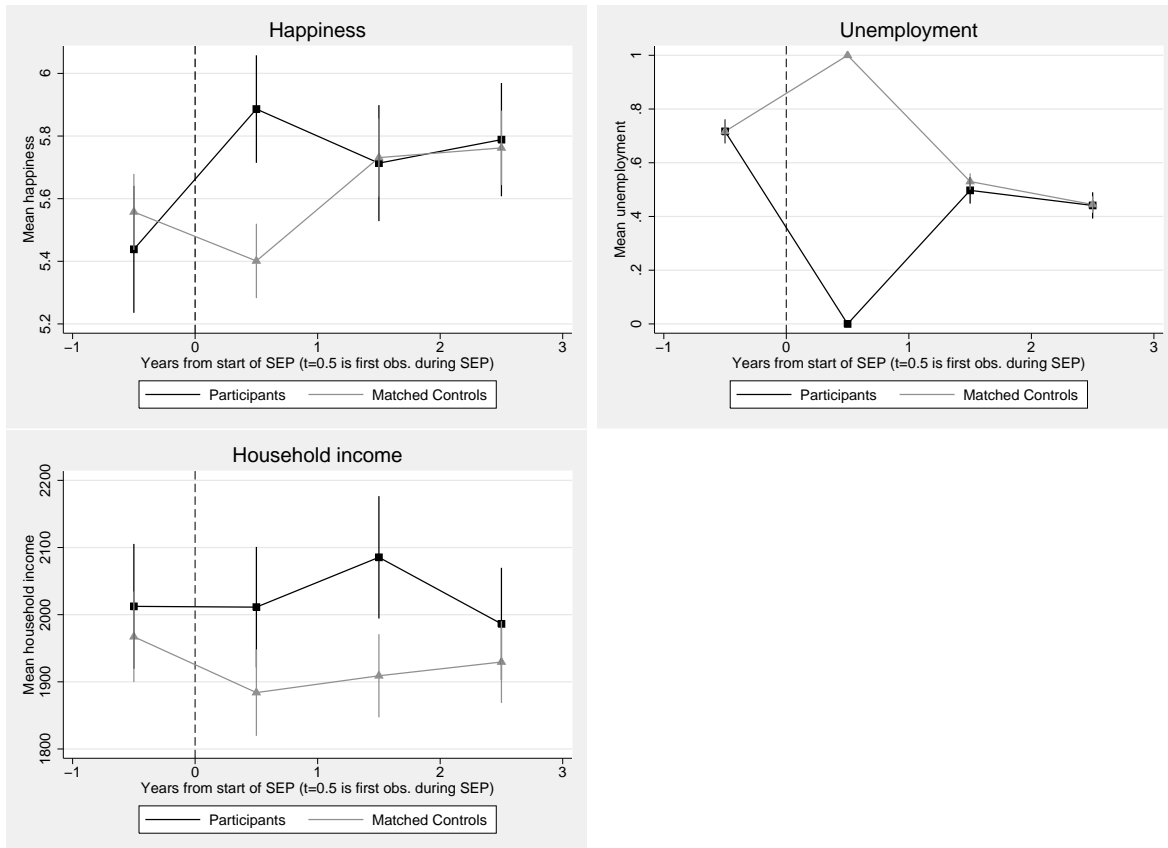 Happiness
Mean happiness
6
5.8
5.6
5.4
5.2
−1 0 1 2 3
Years from start of SEP (t=0.5 is first obs. during SEP)
Participants Matched Controls
Unemployment
Mean unemployment
1
.8
.6
.4
.2
0
−1 0 1 2 3
Years from start of SEP (t=0.5 is first obs. during SEP)
Participants Matched Controls
Household income
Mean household income
2200
2100
2000
1900
1800
−1 0 1 2 3
Years from start of SEP (t=0.5 is first obs. during SEP)
Participants Matched Controls